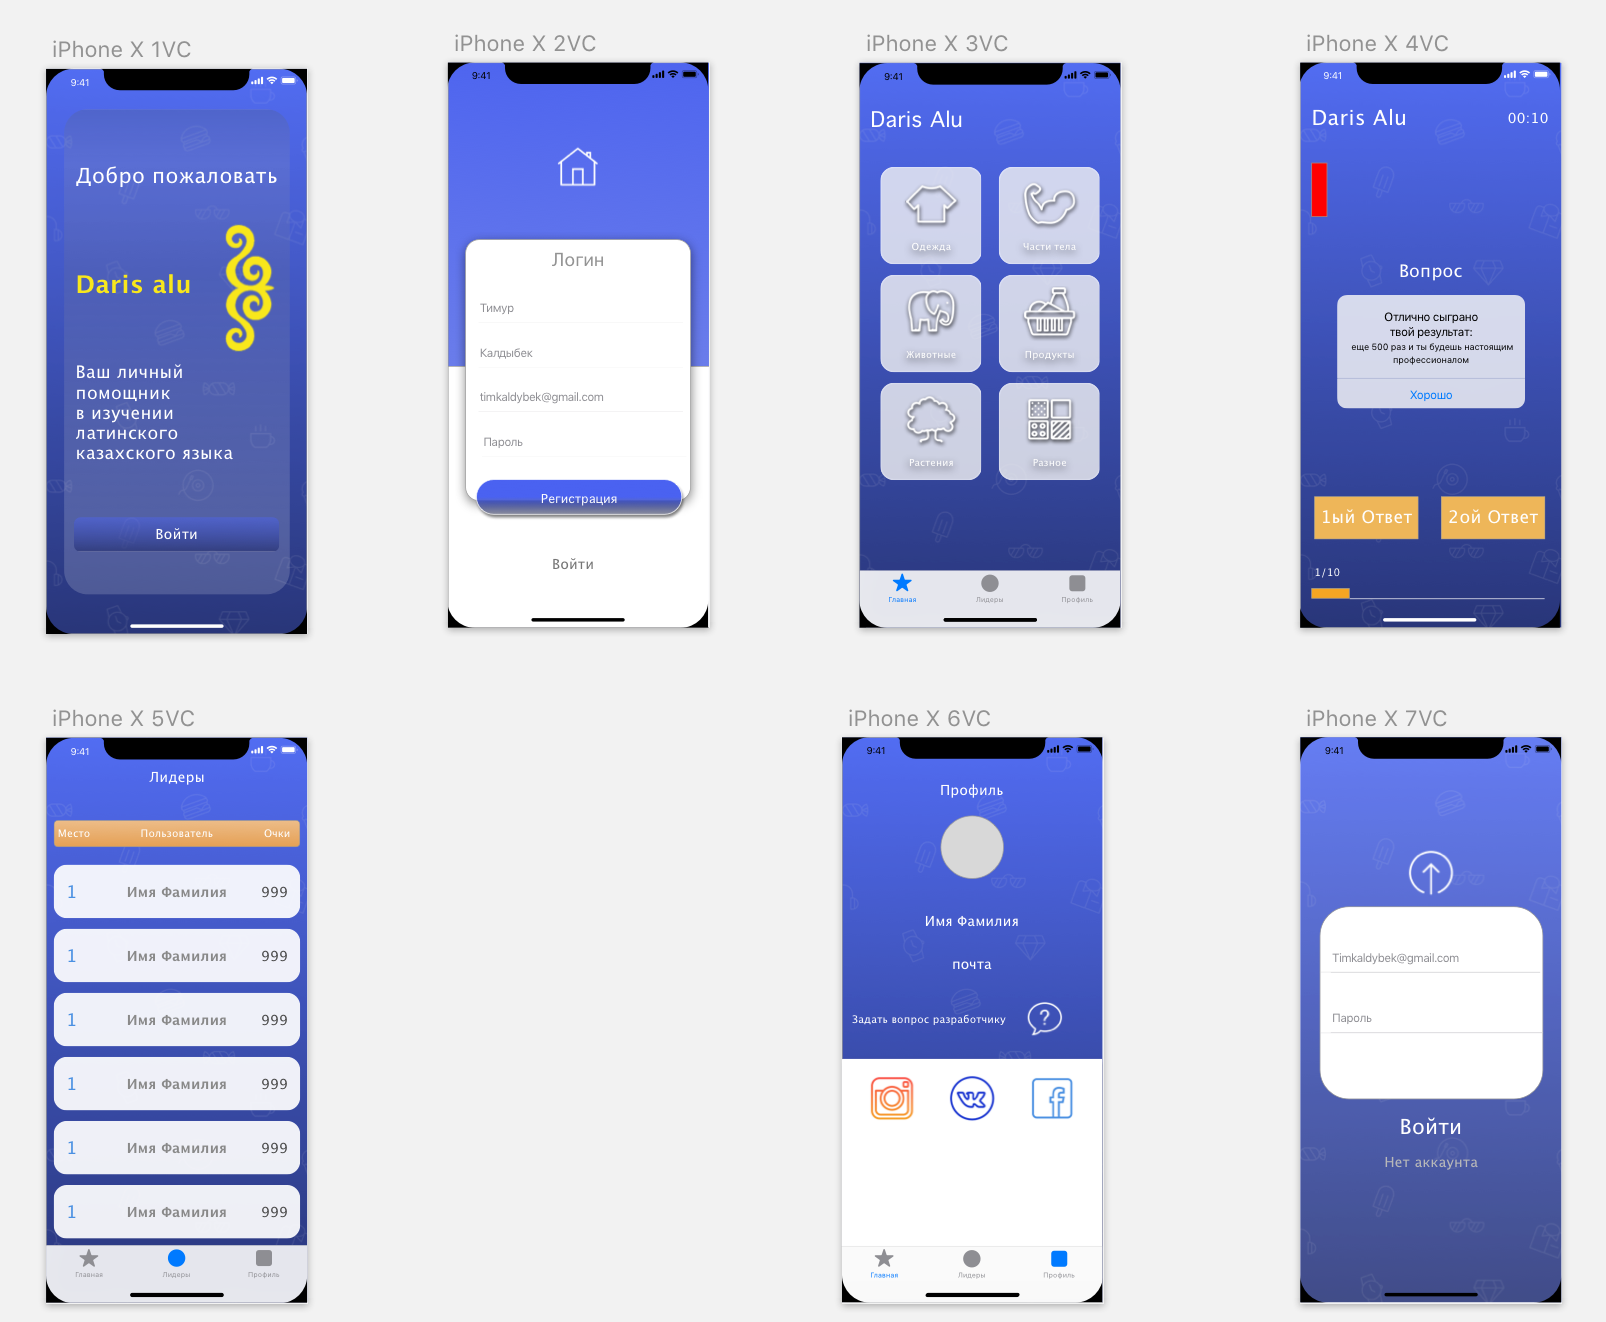 iPhone X 1VC
9:41
Добро пожаловать
Daris alu
Ваш личный
помощник
в изучении
латинского
казахского языка
Войти
iPhone X 2VC
9:41
Логин
Тимур
Калдыбек
timkaldybek@gmail.com
Пароль
Регистрация
Войти
iPhone X 3VC
9:41
Daris Alu
Одежда
Части тела
Животные
Продукты
Растения
Разное
Главная
Лидеры
Профиль
iPhone X 4VC
9:41
Daris Alu
00:10
Вопрос
Отлично сыграно
твой результат:
еще 500 раз и ты будешь настоящим
профессионалом
Хорошо
1ый Ответ
2ой Ответ
1/10
iPhone X 5VC
9:41
Лидеры
Место Пользователь Очки
1 Имя Фамилия 999
1 Имя Фамилия 999
1 Имя Фамилия 999
1 Имя Фамилия 999
1 Имя Фамилия 999
1 Имя Фамилия 999
Главная
Лидеры
Профиль
iPhone X 6VC
9:41
Профиль
Имя Фамилия
почта
Задать вопрос разработчику
?
Главная
Лидеры
Профиль
iPhone X 7VC
9:41
Timkaldybek@gmail.com
Пароль
Войти
Нет аккаунта